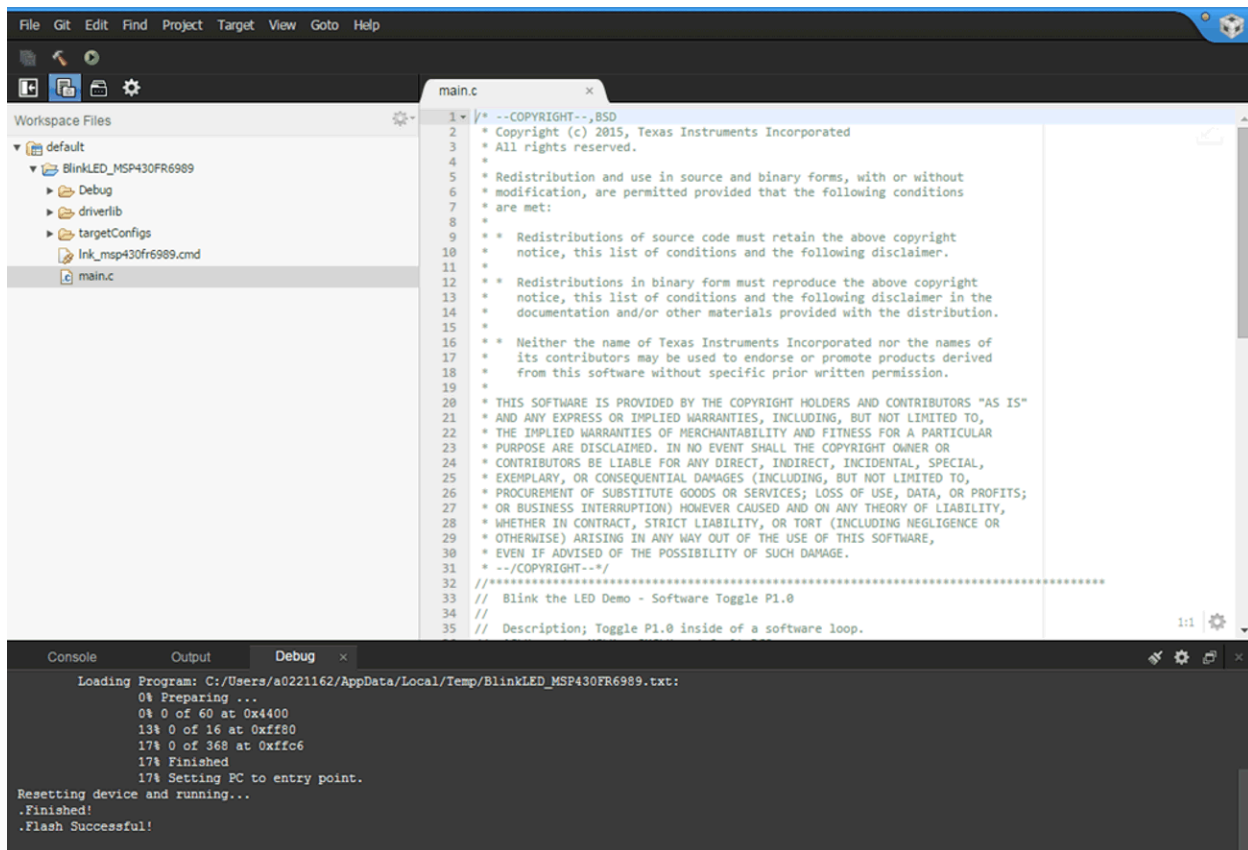 File Git Edit Find Project Target View Goto Help
main.c ×
Workspace Files
default
BlinkLED_MSP430FR6989
Debug
driverlib
targetConfigs
lnk_msp430fr6989.cmd
main.c
1 /* --COPYRIGHT--,BSD
2 * Copyright (c) 2015, Texas Instruments Incorporated
3 * All rights reserved.
4 *
5 * Redistribution and use in source and binary forms, with or without
6 * modification, are permitted provided that the following conditions
7 * are met:
8 *
9 * * Redistributions of source code must retain the above copyright
10 * notice, this list of conditions and the following disclaimer.
11 *
12 * * Redistributions in binary form must reproduce the above copyright
13 * notice, this list of conditions and the following disclaimer in the
14 * documentation and/or other materials provided with the distribution.
15 *
16 * * Neither the name of Texas Instruments Incorporated nor the names of
17 * its contributors may be used to endorse or promote products derived
18 * from this software without specific prior written permission.
19 *
20 * THIS SOFTWARE IS PROVIDED BY THE COPYRIGHT HOLDERS AND CONTRIBUTORS "AS IS"
21 * AND ANY EXPRESS OR IMPLIED WARRANTIES, INCLUDING, BUT NOT LIMITED TO,
22 * THE IMPLIED WARRANTIES OF MERCHANTABILITY AND FITNESS FOR A PARTICULAR
23 * PURPOSE ARE DISCLAIMED. IN NO EVENT SHALL THE COPYRIGHT OWNER OR
24 * CONTRIBUTORS BE LIABLE FOR ANY DIRECT, INDIRECT, INCIDENTAL, SPECIAL,
25 * EXEMPLARY, OR CONSEQUENTIAL DAMAGES (INCLUDING, BUT NOT LIMITED TO,
26 * PROCUREMENT OF SUBSTITUTE GOODS OR SERVICES; LOSS OF USE, DATA, OR PROFITS;
27 * OR BUSINESS INTERRUPTION) HOWEVER CAUSED AND ON ANY THEORY OF LIABILITY,
28 * WHETHER IN CONTRACT, STRICT LIABILITY, OR TORT (INCLUDING NEGLIGENCE OR
29 * OTHERWISE) ARISING IN ANY WAY OUT OF THE USE OF THIS SOFTWARE,
30 * EVEN IF ADVISED OF THE POSSIBILITY OF SUCH DAMAGE.
31 * --/COPYRIGHT--*/
32 //******************************************************************************
33 // Blink the LED Demo - Software Toggle P1.0
34 //
35 // Description; Toggle P1.0 inside of a software loop.
1:1
Console Output Debug ×
Loading Program: C:/Users/a0221162/AppData/Local/Temp/BlinkLED_MSP430FR6989.txt:
0% Preparing ...
0% 0 of 60 at 0x4400
13% 0 of 16 at 0xff80
17% 0 of 368 at 0xffc6
17% Finished
17% Setting PC to entry point.
Resetting device and running...
.Finished!
.Flash Successful!